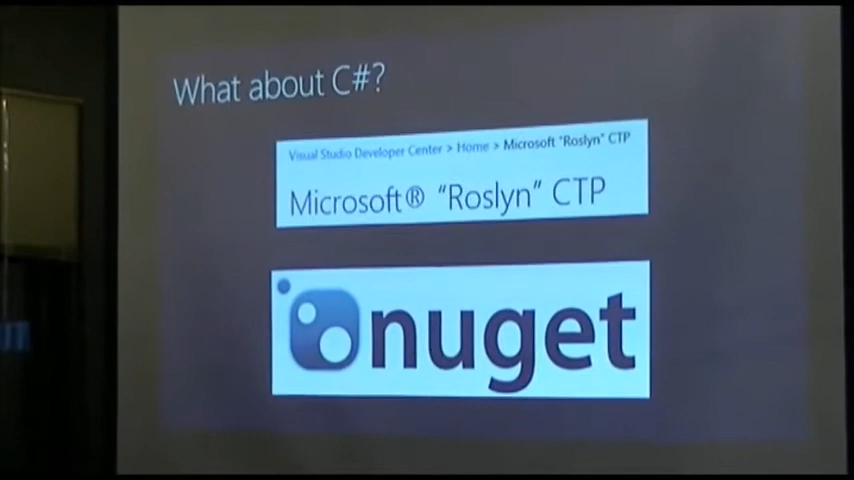 What about C#?
Visual Studio Developer Center > Home > Microsoft "Roslyn" CTP
Microsoft® "Roslyn" CTP
nuget